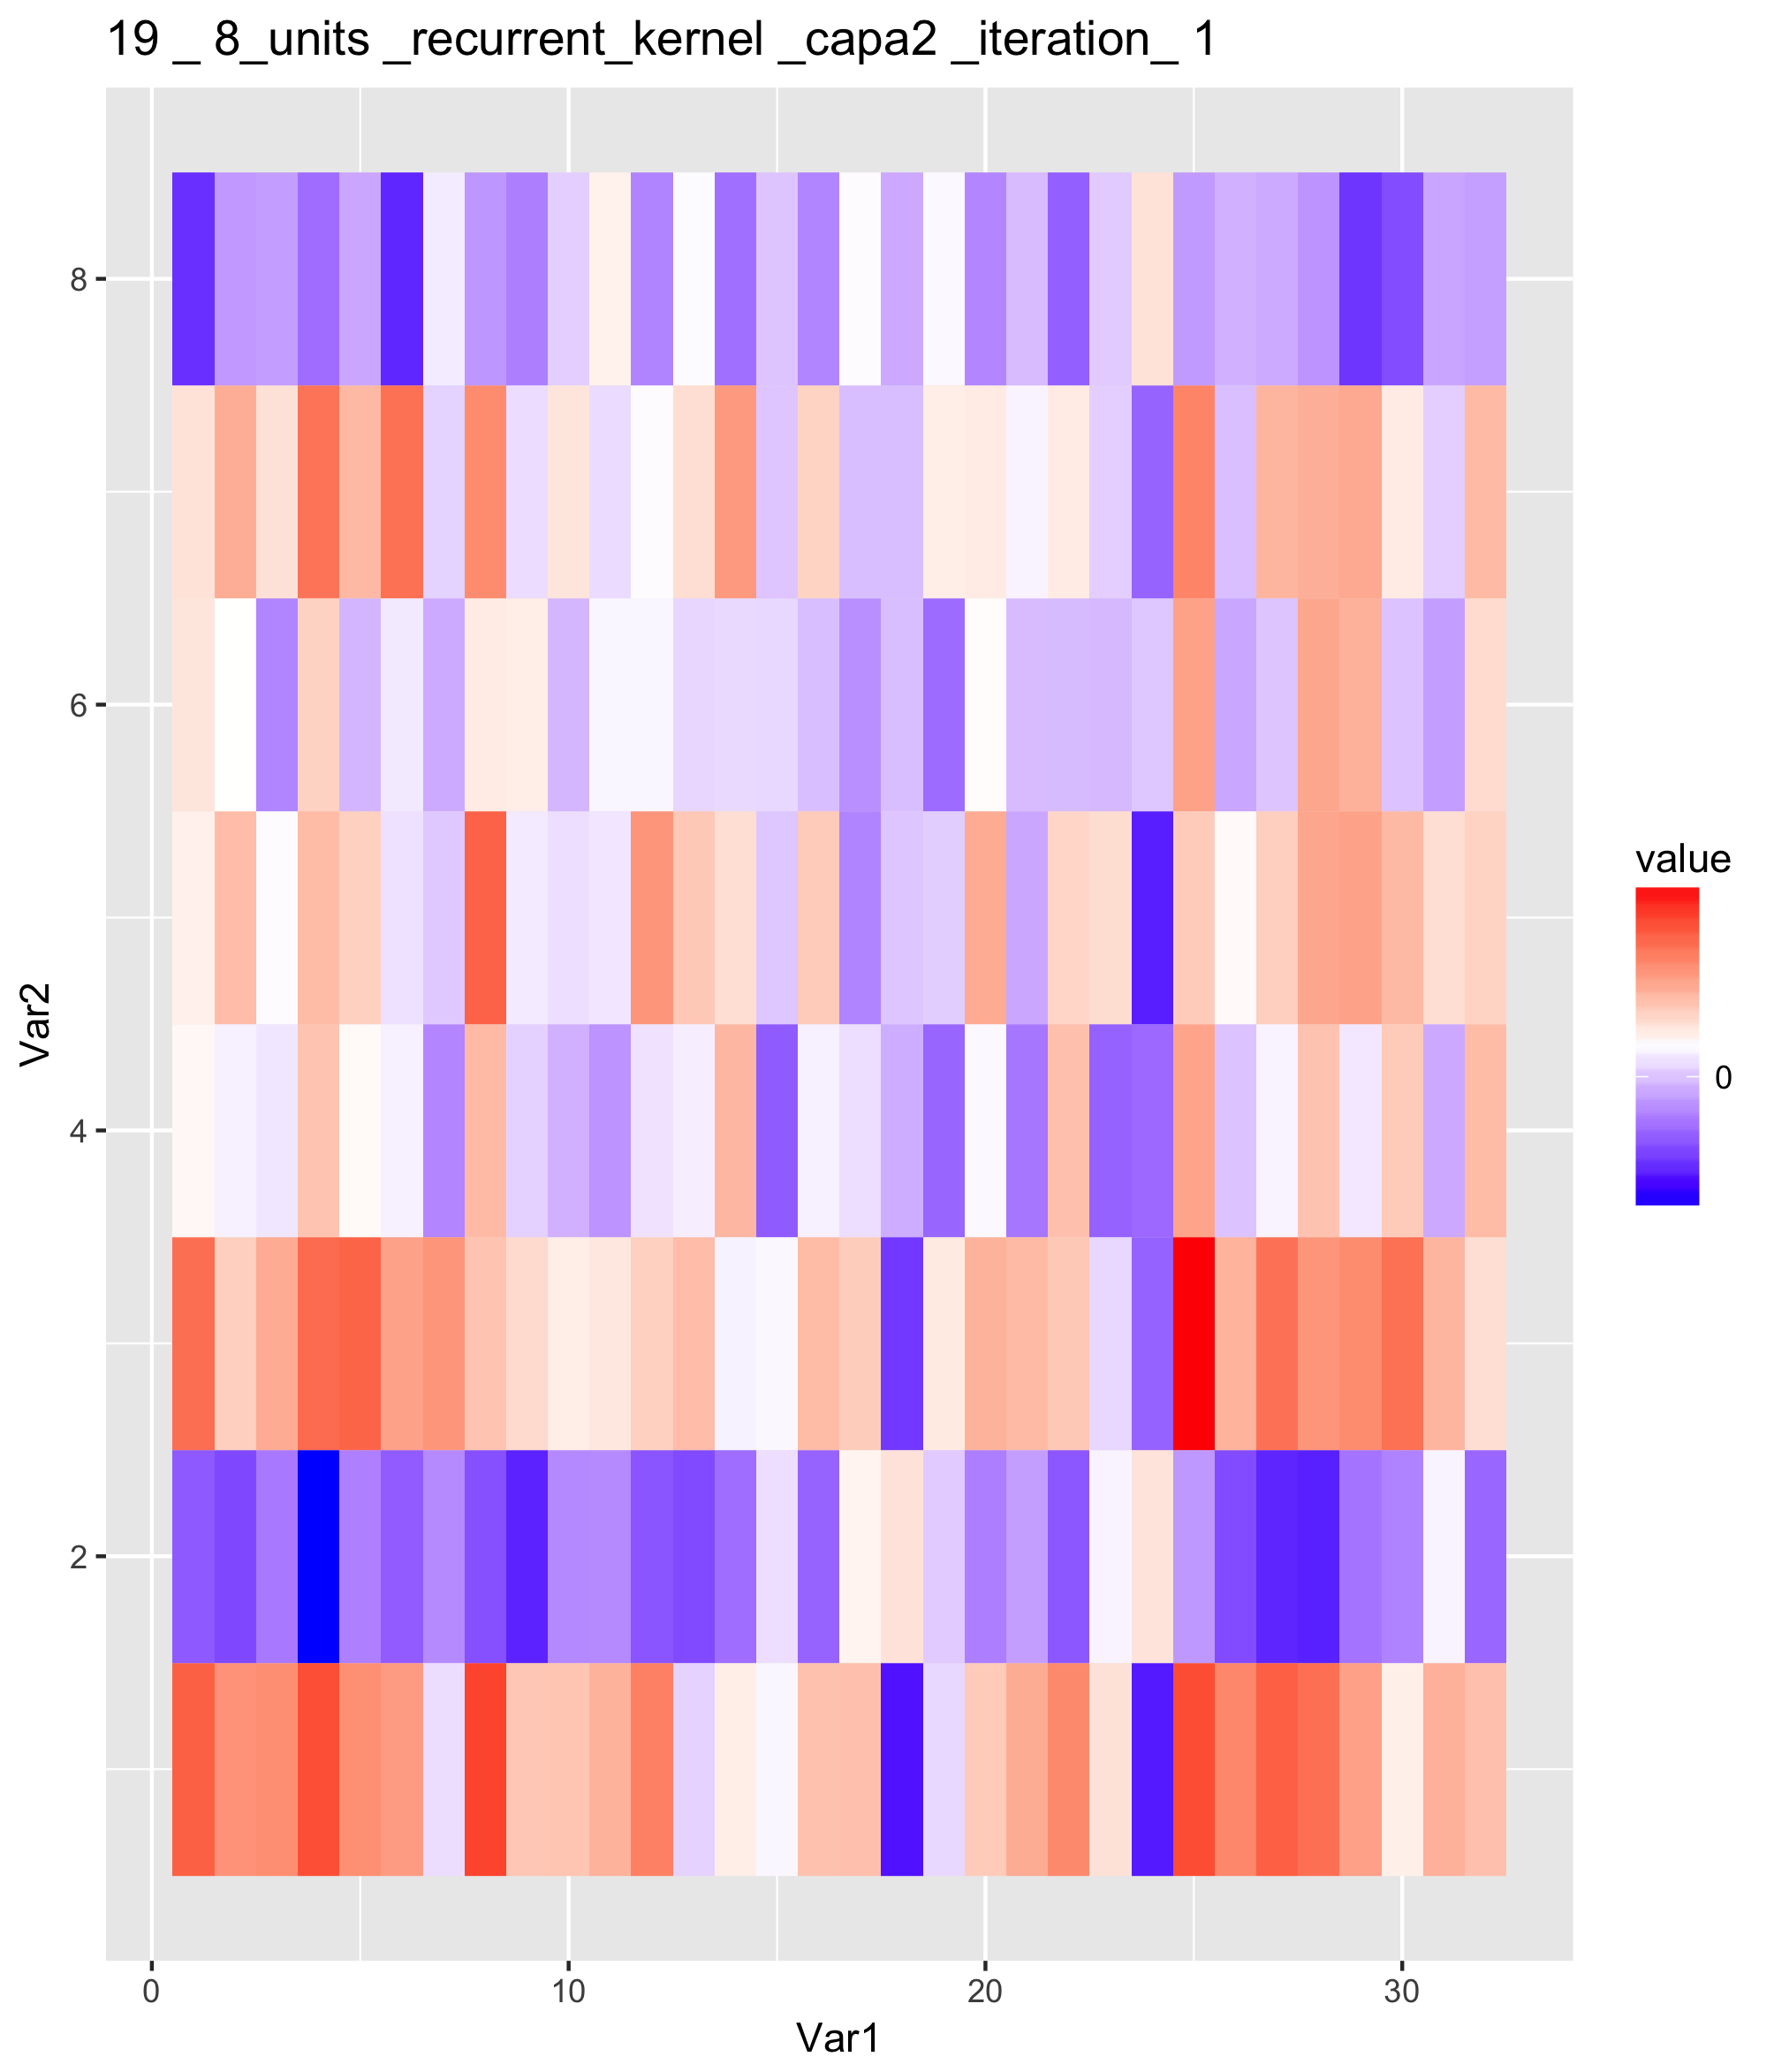 19 _ 8_units _recurrent_kernel _capa2 _iteration_ 1
8
6
4
2
Var2
0
10
20
30
Var1
value
0